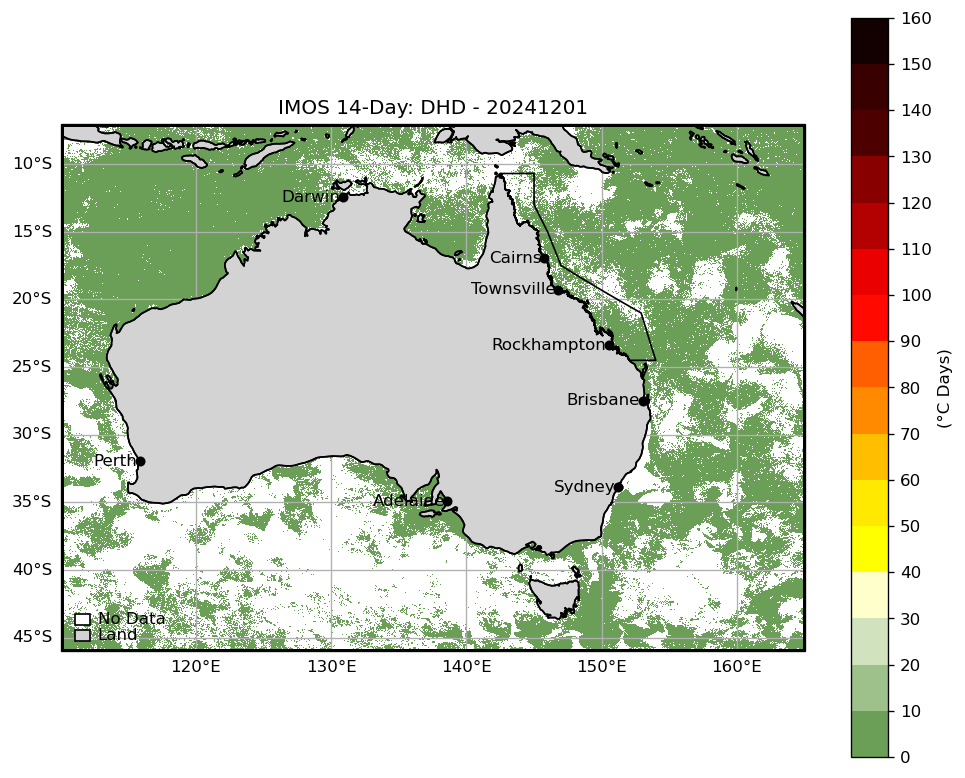 IMOS 14-Day: DHD - 20241201
160
150
140
130
120
110
100
90
80
70
60
50
40
30
20
10
0
(°C Days)
10°S
15°S
20°S
25°S
30°S
35°S
40°S
45°S
Darwin
Cairns
Townsville
Rockhampton
Brisbane
Perth
Sydney
Adelaide
No Data
Land
120°E
130°E
140°E
150°E
160°E